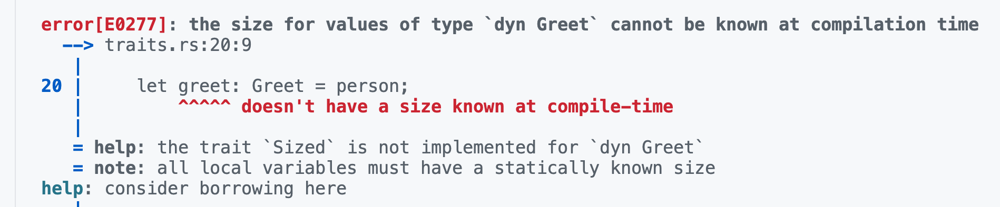 error[E0277]: the size for values of type `dyn Greet` cannot be known at compilation time
  --> traits.rs:20:9
   |
20 |     let greet: Greet = person;
   |         ^^^^^ doesn't have a size known at compile-time
   |
   = help: the trait `Sized` is not implemented for `dyn Greet`
   = note: all local variables must have a statically known size
help: consider borrowing here
   |